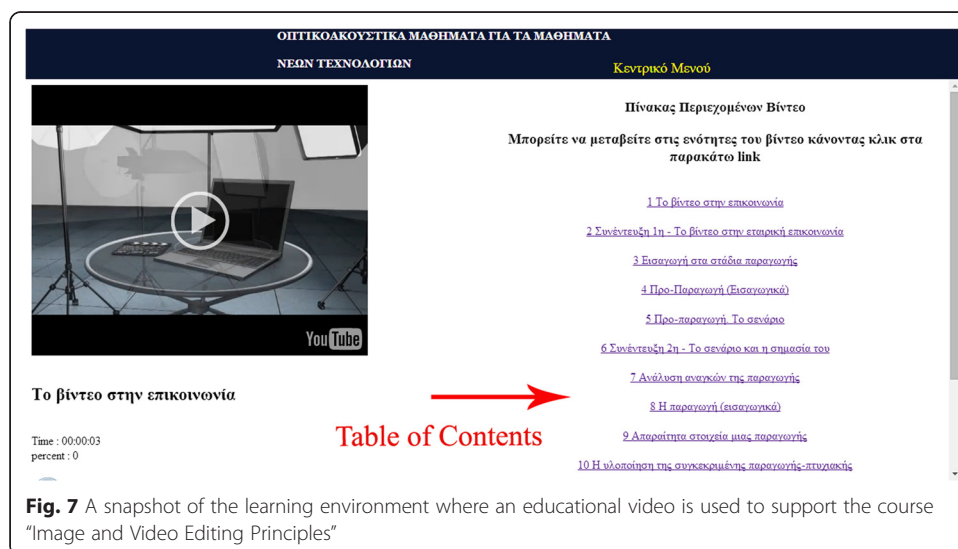 ΟΠΤΙΚΟΑΚΟΥΣΤΙΚΑ ΜΑΘΗΜΑΤΑ ΓΙΑ ΤΑ ΜΑΘΗΜΑΤΑ
ΝΕΩΝ ΤΕΧΝΟΛΟΓΙΩΝ
Κεντρικό Μενού
YouTube
Το βίντεο στην επικοινωνία
Time : 00:00:03
percent : 0
Πίνακας Περιεχομένων Βίντεο
Μπορείτε να μεταβείτε στις ενότητες του βίντεο κάνοντας κλικ στα
παρακάτω link
1 Το βίντεο στην επικοινωνία
2 Συνέντευξη 1η - Το βίντεο στην εταιρική επικοινωνία
3 Εισαγωγή στα στάδια παραγωγής
4 Προ-Παραγωγή (Εισαγωγικά)
5 Προ-παραγωγή. Το σενάριο
6 Συνέντευξη 2η - Το σενάριο και η σημασία του
7 Ανάλυση αναγκών της παραγωγής
8 Η παραγωγή (εισαγωγικά)
9 Απαραίτητα στοιχεία μιας παραγωγής
10 Η υλοποίηση της συγκεκριμένης παραγωγής-πτυχιακής
Table of Contents
Fig. 7 A snapshot of the learning environment where an educational video is used to support the course
“Image and Video Editing Principles”